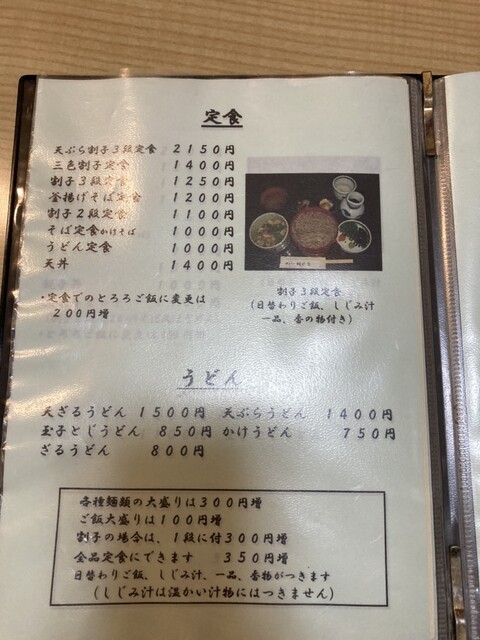 定食
天ぷら割子3段定食 2150円
三色割子定食 1400円
割子3段定食 1250円
釜揚げそば定食 1200円
割子2段定食 1100円
そば定食かけそば 1000円
うどん定食 1000円
天丼 1400円
・定食でのとろろご飯に変更は
200円増
割子3段定食
(日替わりご飯、しじみ汁
一品、香の物付き)
うどん
天ざるうどん 1500円 天ぷらうどん 1400円
玉子とじうどん 850円 かけうどん 750円
ざるうどん 800円
各種麺類の大盛りは300円増
ご飯大盛りは100円増
割子の場合は、1段に付300円増
全品定食にできます 350円増
日替わりご飯、しじみ汁、一品、香物がつきます
(しじみ汁は温かい汁物にはつきません)